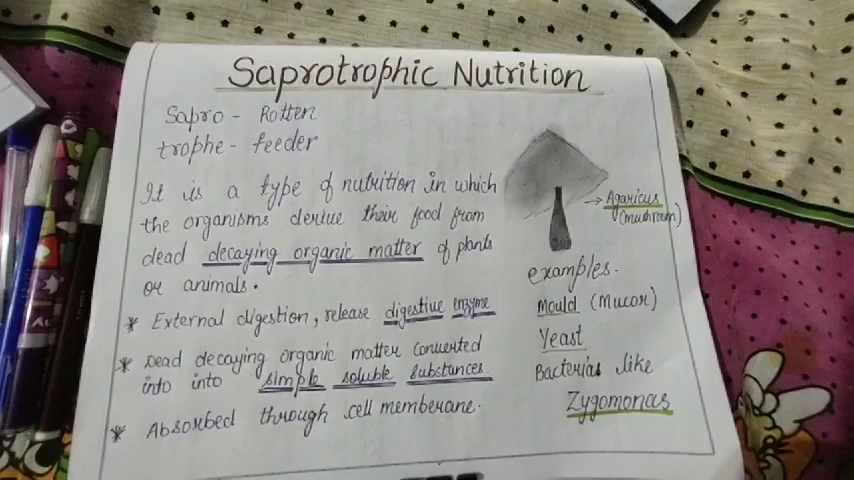 Saprotrophic Nutrition
Sapro - Rotten
trophe - feeder
It is a type of nutrition in which
the organisms derive their food from
dead decaying organic matter of plants
or animals.
* External digestion, release digestive enzyme
* Dead decaying organic matter converted
into into simple soluble substances
* Absorbed through cell memberane.
→ Agaricus
(mushroom)
examples.
Mould (Mucor)
Yeast
Bacterias like
Zygomonas